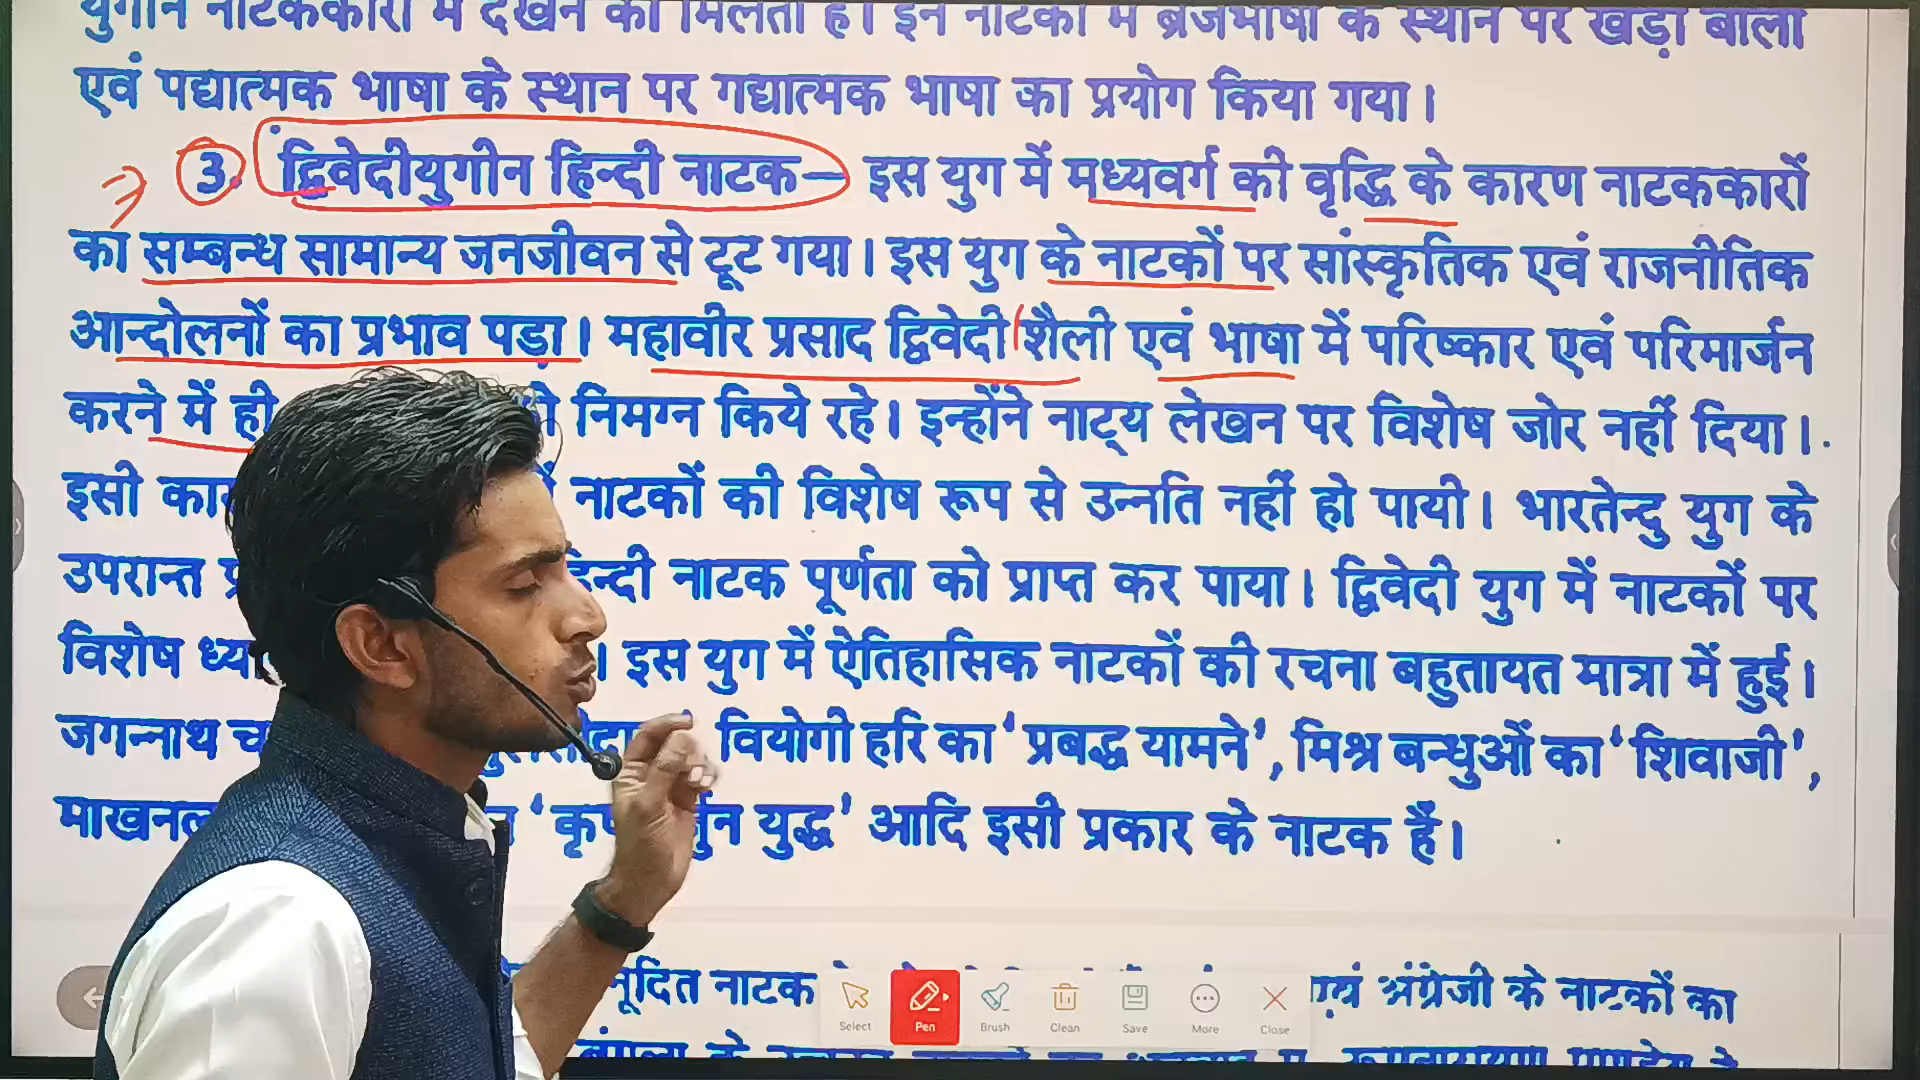 एवं पद्यात्मक भाषा के स्थान पर गद्यात्मक भाषा का प्रयोग किया गया।
3. द्विवेदीयुगीन हिन्दी नाटक— इस युग में मध्यवर्ग की वृद्धि के कारण नाटककारों
का सम्बन्ध सामान्य जनजीवन से टूट गया। इस युग के नाटकों पर सांस्कृतिक एवं राजनीतिक
आन्दोलनों का प्रभाव पड़ा। महावीर प्रसाद द्विवेदी शैली एवं भाषा में परिष्कार एवं परिमार्जन
करने में ही निमग्न किये रहे। इन्होंने नाट्य लेखन पर विशेष जोर नहीं दिया।
इसी नाटकों की विशेष रूप से उन्नति नहीं हो पायी। भारतेन्दु युग के
उपरान्त हिन्दी नाटक पूर्णता को प्राप्त कर पाया। द्विवेदी युग में नाटकों पर
विशेष इस युग में ऐतिहासिक नाटकों की रचना बहुतायत मात्रा में हुई।
जगन्नाथ वियोगी हरि का 'प्रबद्ध यामने', मिश्र बन्धुओं का 'शिवाजी',
युद्ध' आदि इसी प्रकार के नाटक हैं।
नाटक अंग्रेजी के नाटकों का
Select Pen Brush Clean Save More Close